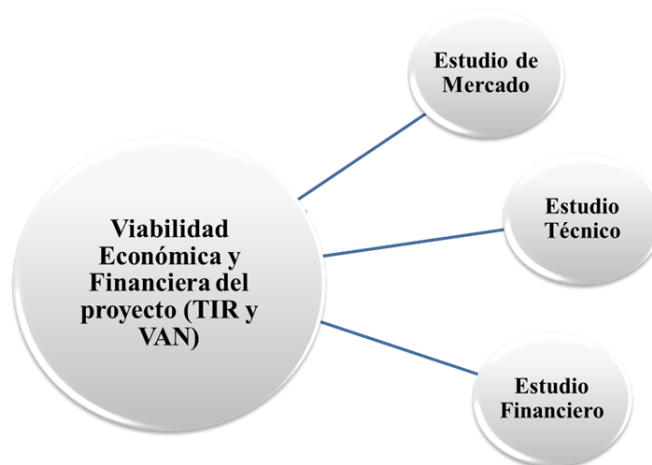 Viabilidad
Económica y
Financiera del
proyecto (TIR y
VAN)
Estudio de
Mercado
Estudio
Técnico
Estudio
Financiero